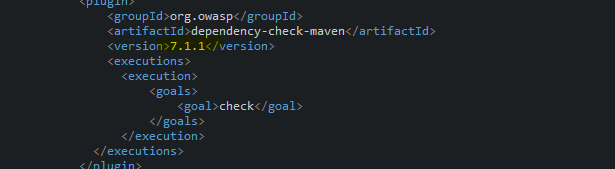 <plugin>
<groupId>org.owasp</groupId>
<artifactId>dependency-check-maven</artifactId>
<version>7.1.1</version>
<executions>
<execution>
<goals>
<goal>check</goal>
</goals>
</execution>
</executions>
</plugin>